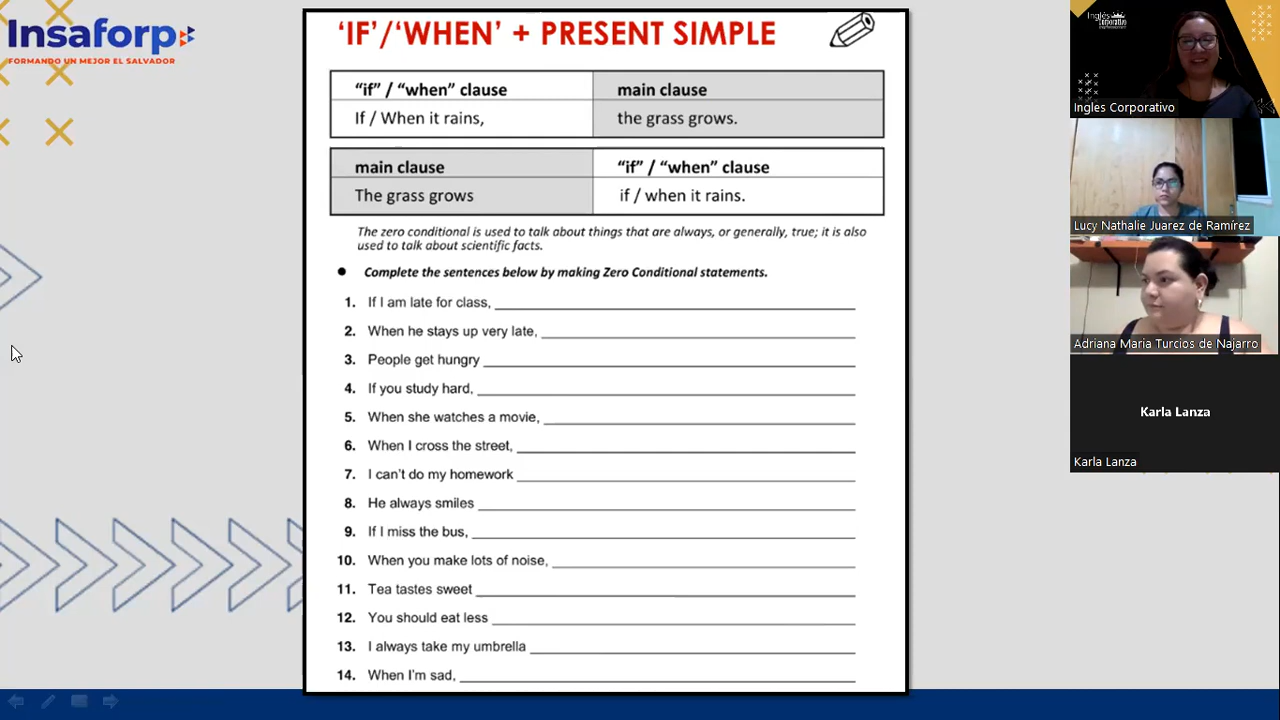 Insaforp
FORMANDO UN MEJOR EL SALVADOR
'IF'/'WHEN' + PRESENT SIMPLE
"if" / "when" clause main clause
If / When it rains, the grass grows.
main clause "if" / "when" clause
The grass grows if / when it rains.
The zero conditional is used to talk about things that are always, or generally, true; it is also
used to talk about scientific facts.
Complete the sentences below by making Zero Conditional statements.
1. If I am late for class,
2. When he stays up very late,
3. People get hungry
4. If you study hard,
5. When she watches a movie,
6. When I cross the street,
7. I can't do my homework
8. He always smiles
9. If I miss the bus,
10. When you make lots of noise,
11. Tea tastes sweet
12. You should eat less
13. I always take my umbrella
14. When I'm sad,
Inglés
Corporativo
Ingles Corporativo
Lucy Nathalie Juarez de Ramírez
Adriana Maria Turcios de Najarro
Karla Lanza
Karla Lanza